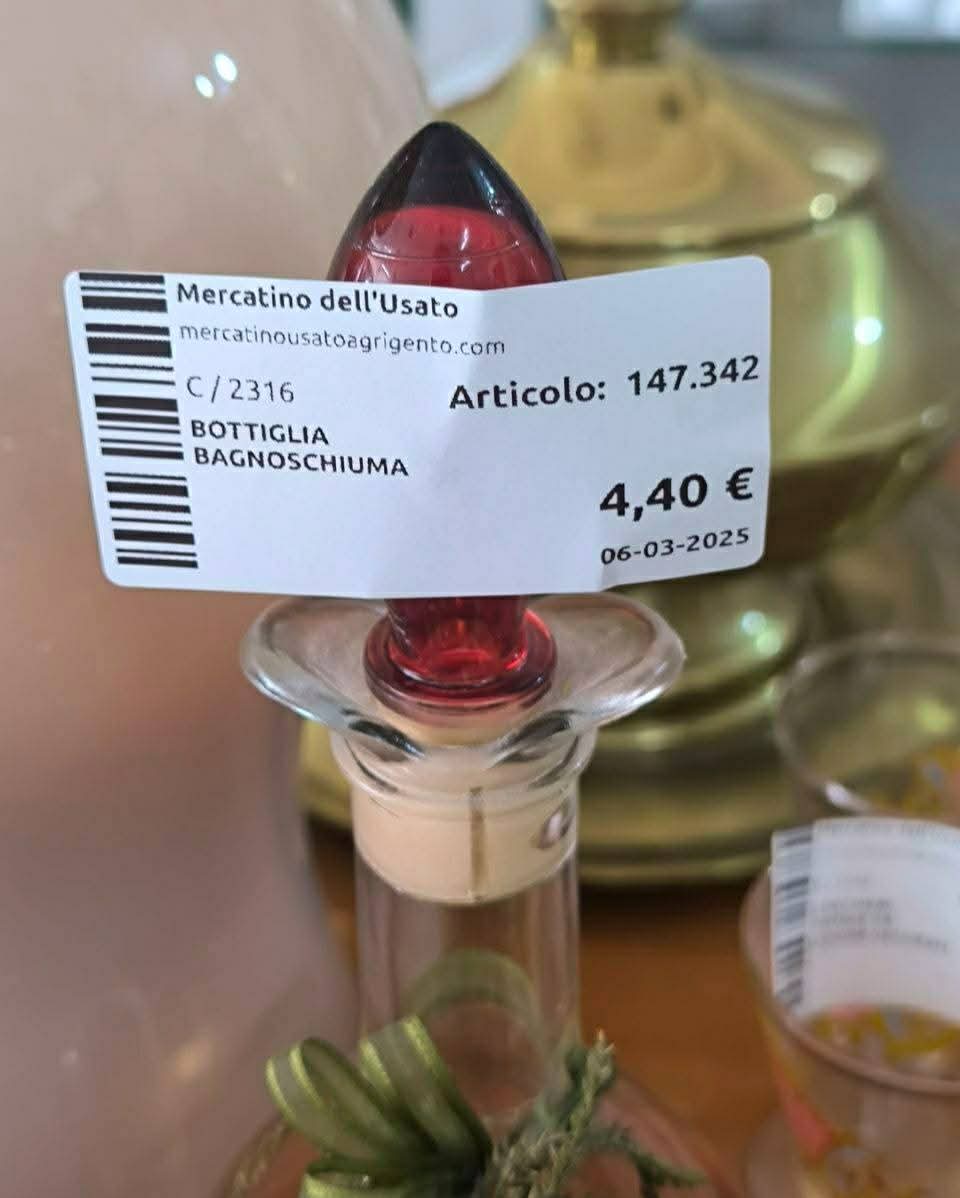 Mercatino dell'Usato
mercatinousatoagrigento.com
C/2316
Articolo: 147.342
BOTTIGLIA
BAGNOSCHIUMA
4,40 €
06-03-2025